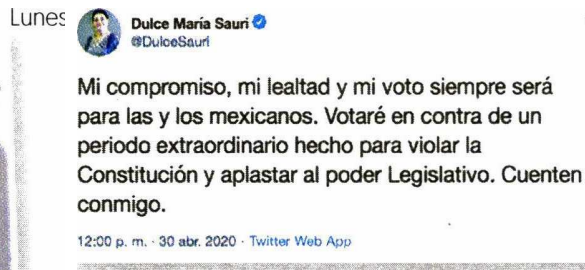 Lunes
Dulce María Sauri
@DulceSauri
Mi compromiso, mi lealtad y mi voto siempre será
para las y los mexicanos. Votaré en contra de un
periodo extraordinario hecho para violar la
Constitución y aplastar al poder Legislativo. Cuenten
conmigo.
12:00 p. m. · 30 abr. 2020 · Twitter Web App